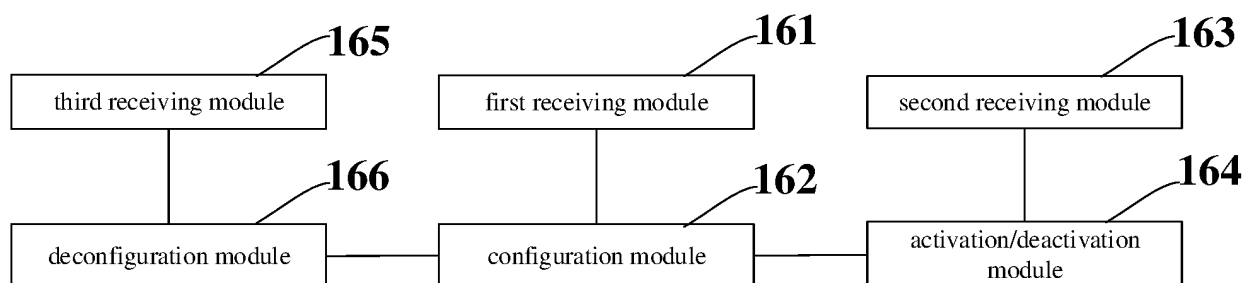 165
161
163
third receiving module
first receiving module
second receiving module
166
162
164
deconfiguration module
configuration module
activation/deactivation
module